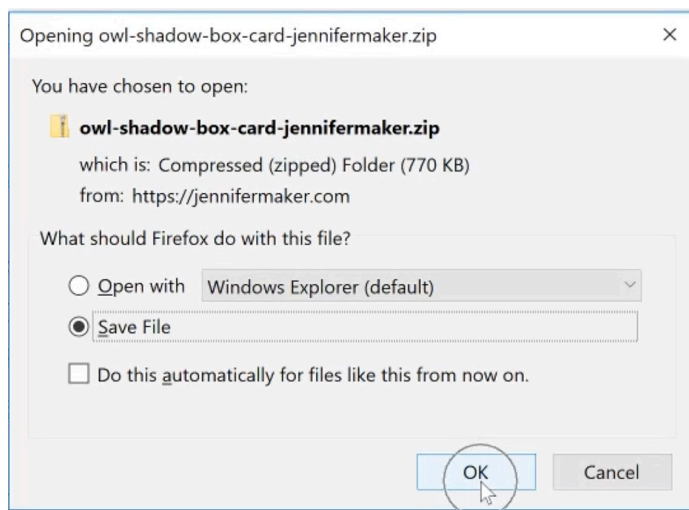 Opening owl-shadow-box-card-jennifermaker.zip
You have chosen to open:
owl-shadow-box-card-jennifermaker.zip
which is: Compressed (zipped) Folder (770 KB)
from: https://jennifermaker.com
What should Firefox do with this file?
Open with Windows Explorer (default)
Save File
Do this automatically for files like this from now on.
OK Cancel